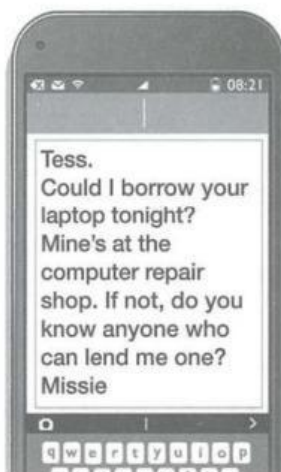 08:21
Tess.
Could I borrow your
laptop tonight?
Mine's at the
computer repair
shop. If not, do you
know anyone who
can lend me one?
Missie
q w e r t y u i o p